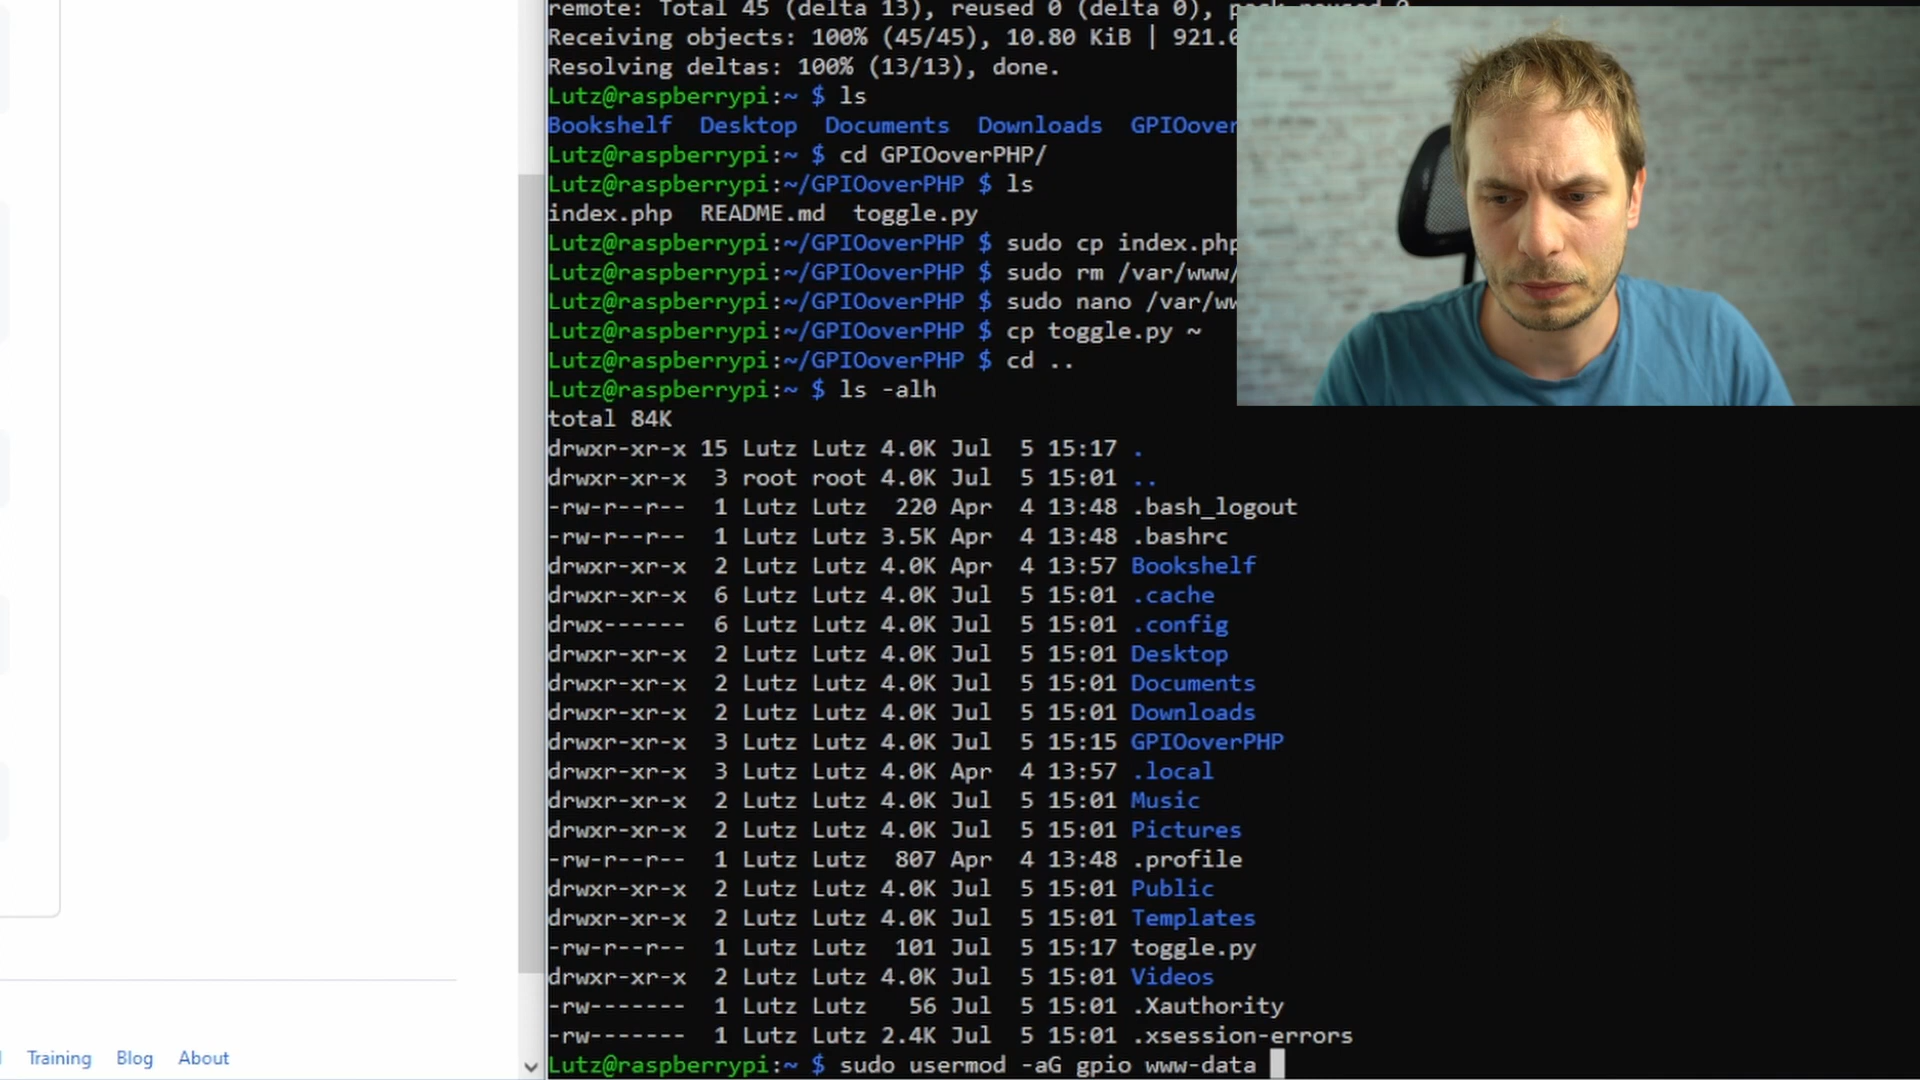 remote: Total 45 (delta 13), reused 0 (delta 0), pack-reused 0
Receiving objects: 100% (45/45), 10.80 KiB | 921.0
Resolving deltas: 100% (13/13), done.
Lutz@raspberrypi:~ $ ls
Bookshelf Desktop Documents Downloads GPIOover
Lutz@raspberrypi:~ $ cd GPIOoverPHP/
Lutz@raspberrypi:~/GPIOoverPHP $ ls
index.php README.md toggle.py
Lutz@raspberrypi:~/GPIOoverPHP $ sudo cp index.php
Lutz@raspberrypi:~/GPIOoverPHP $ sudo rm /var/www/
Lutz@raspberrypi:~/GPIOoverPHP $ sudo nano /var/ww
Lutz@raspberrypi:~/GPIOoverPHP $ cp toggle.py ~
Lutz@raspberrypi:~/GPIOoverPHP $ cd ..
Lutz@raspberrypi:~ $ ls -alh
total 84K
drwxr-xr-x 15 Lutz Lutz 4.0K Jul 5 15:17 .
drwxr-xr-x 3 root root 4.0K Jul 5 15:01 ..
-rw-r--r-- 1 Lutz Lutz 220 Apr 4 13:48 .bash_logout
-rw-r--r-- 1 Lutz Lutz 3.5K Apr 4 13:48 .bashrc
drwxr-xr-x 2 Lutz Lutz 4.0K Apr 4 13:57 Bookshelf
drwxr-xr-x 6 Lutz Lutz 4.0K Jul 5 15:01 .cache
drwx------ 6 Lutz Lutz 4.0K Jul 5 15:01 .config
drwxr-xr-x 2 Lutz Lutz 4.0K Jul 5 15:01 Desktop
drwxr-xr-x 2 Lutz Lutz 4.0K Jul 5 15:01 Documents
drwxr-xr-x 2 Lutz Lutz 4.0K Jul 5 15:01 Downloads
drwxr-xr-x 3 Lutz Lutz 4.0K Jul 5 15:15 GPIOoverPHP
drwxr-xr-x 3 Lutz Lutz 4.0K Apr 4 13:57 .local
drwxr-xr-x 2 Lutz Lutz 4.0K Jul 5 15:01 Music
drwxr-xr-x 2 Lutz Lutz 4.0K Jul 5 15:01 Pictures
-rw-r--r-- 1 Lutz Lutz 807 Apr 4 13:48 .profile
drwxr-xr-x 2 Lutz Lutz 4.0K Jul 5 15:01 Public
drwxr-xr-x 2 Lutz Lutz 4.0K Jul 5 15:01 Templates
-rw-r--r-- 1 Lutz Lutz 101 Jul 5 15:17 toggle.py
drwxr-xr-x 2 Lutz Lutz 4.0K Jul 5 15:01 Videos
-rw------- 1 Lutz Lutz 56 Jul 5 15:01 .Xauthority
-rw------- 1 Lutz Lutz 2.4K Jul 5 15:01 .xsession-errors
Lutz@raspberrypi:~ $ sudo usermod -aG gpio www-data
Training Blog About